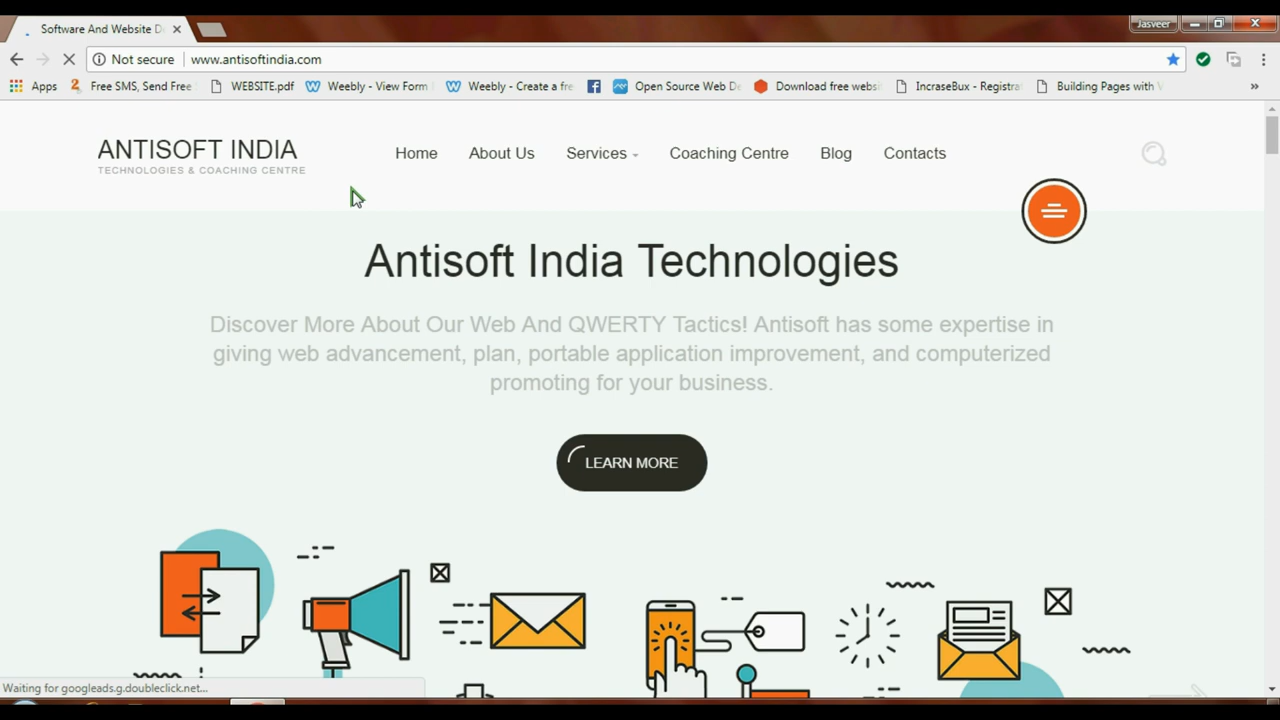 Software And Website D
Jasveer
Not secure
www.antisoftindia.com
Apps
Free SMS, Send Free
WEBSITE.pdf
Weebly - View Form
Weebly - Create a fre
Open Source Web De
Download free webs
IncraseBux - Registra
Building Pages with
ANTISOFT INDIA
TECHNOLOGIES & COACHING CENTRE
Home
About Us
Services
Coaching Centre
Blog
Contacts
Antisoft India Technologies
Discover More About Our Web And QWERTY Tactics! Antisoft has some expertise in
giving web advancement, plan, portable application improvement, and computerized
promoting for your business.
LEARN MORE
Waiting for googleads.g.doubleclick.net...